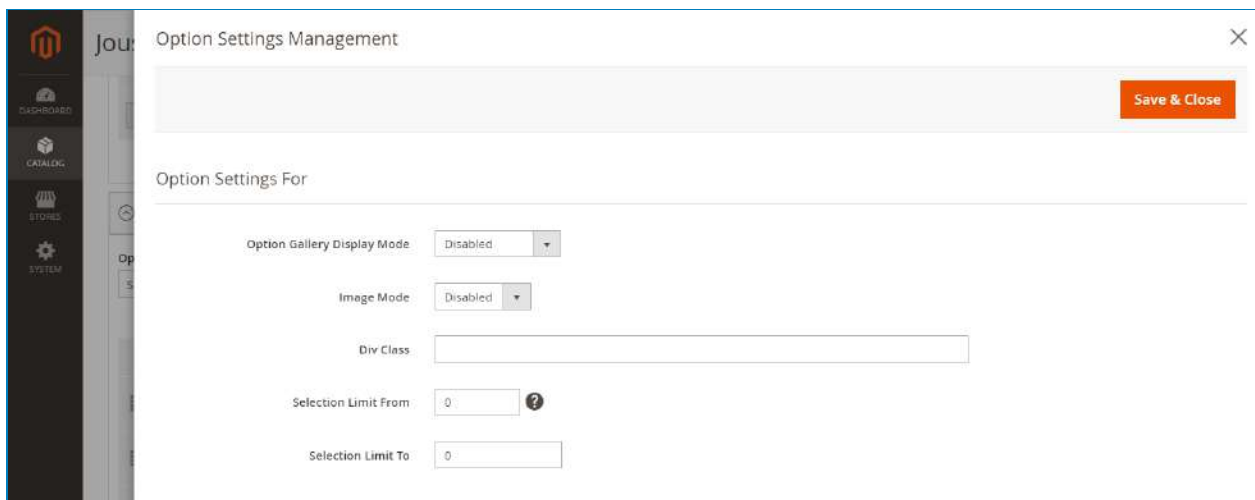 Jou
Option Settings Management
Save & Close
DASHBOARD
CATALOG
STORES
SYSTEM
Option Settings For
Op
S
Option Gallery Display Mode
Disabled
Image Mode
Disabled
Div Class
Selection Limit From
0
?
Selection Limit To
0